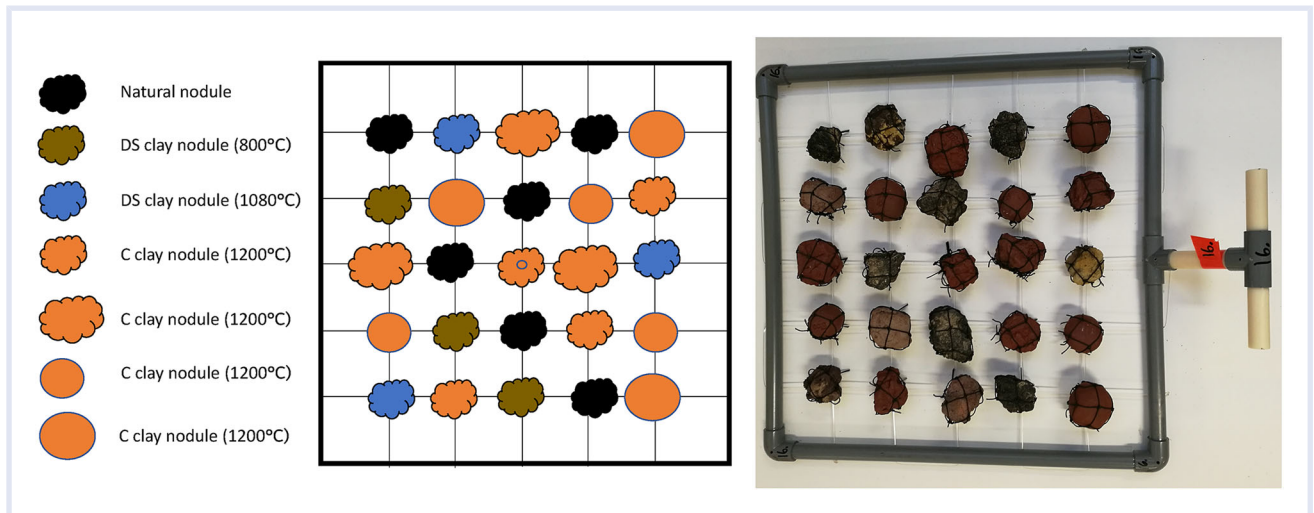 Natural nodule
DS clay nodule (800°C)
DS clay nodule (1080°C)
C clay nodule (1200°C)
C clay nodule (1200°C)
C clay nodule (1200°C)
C clay nodule (1200°C)
16.
16.